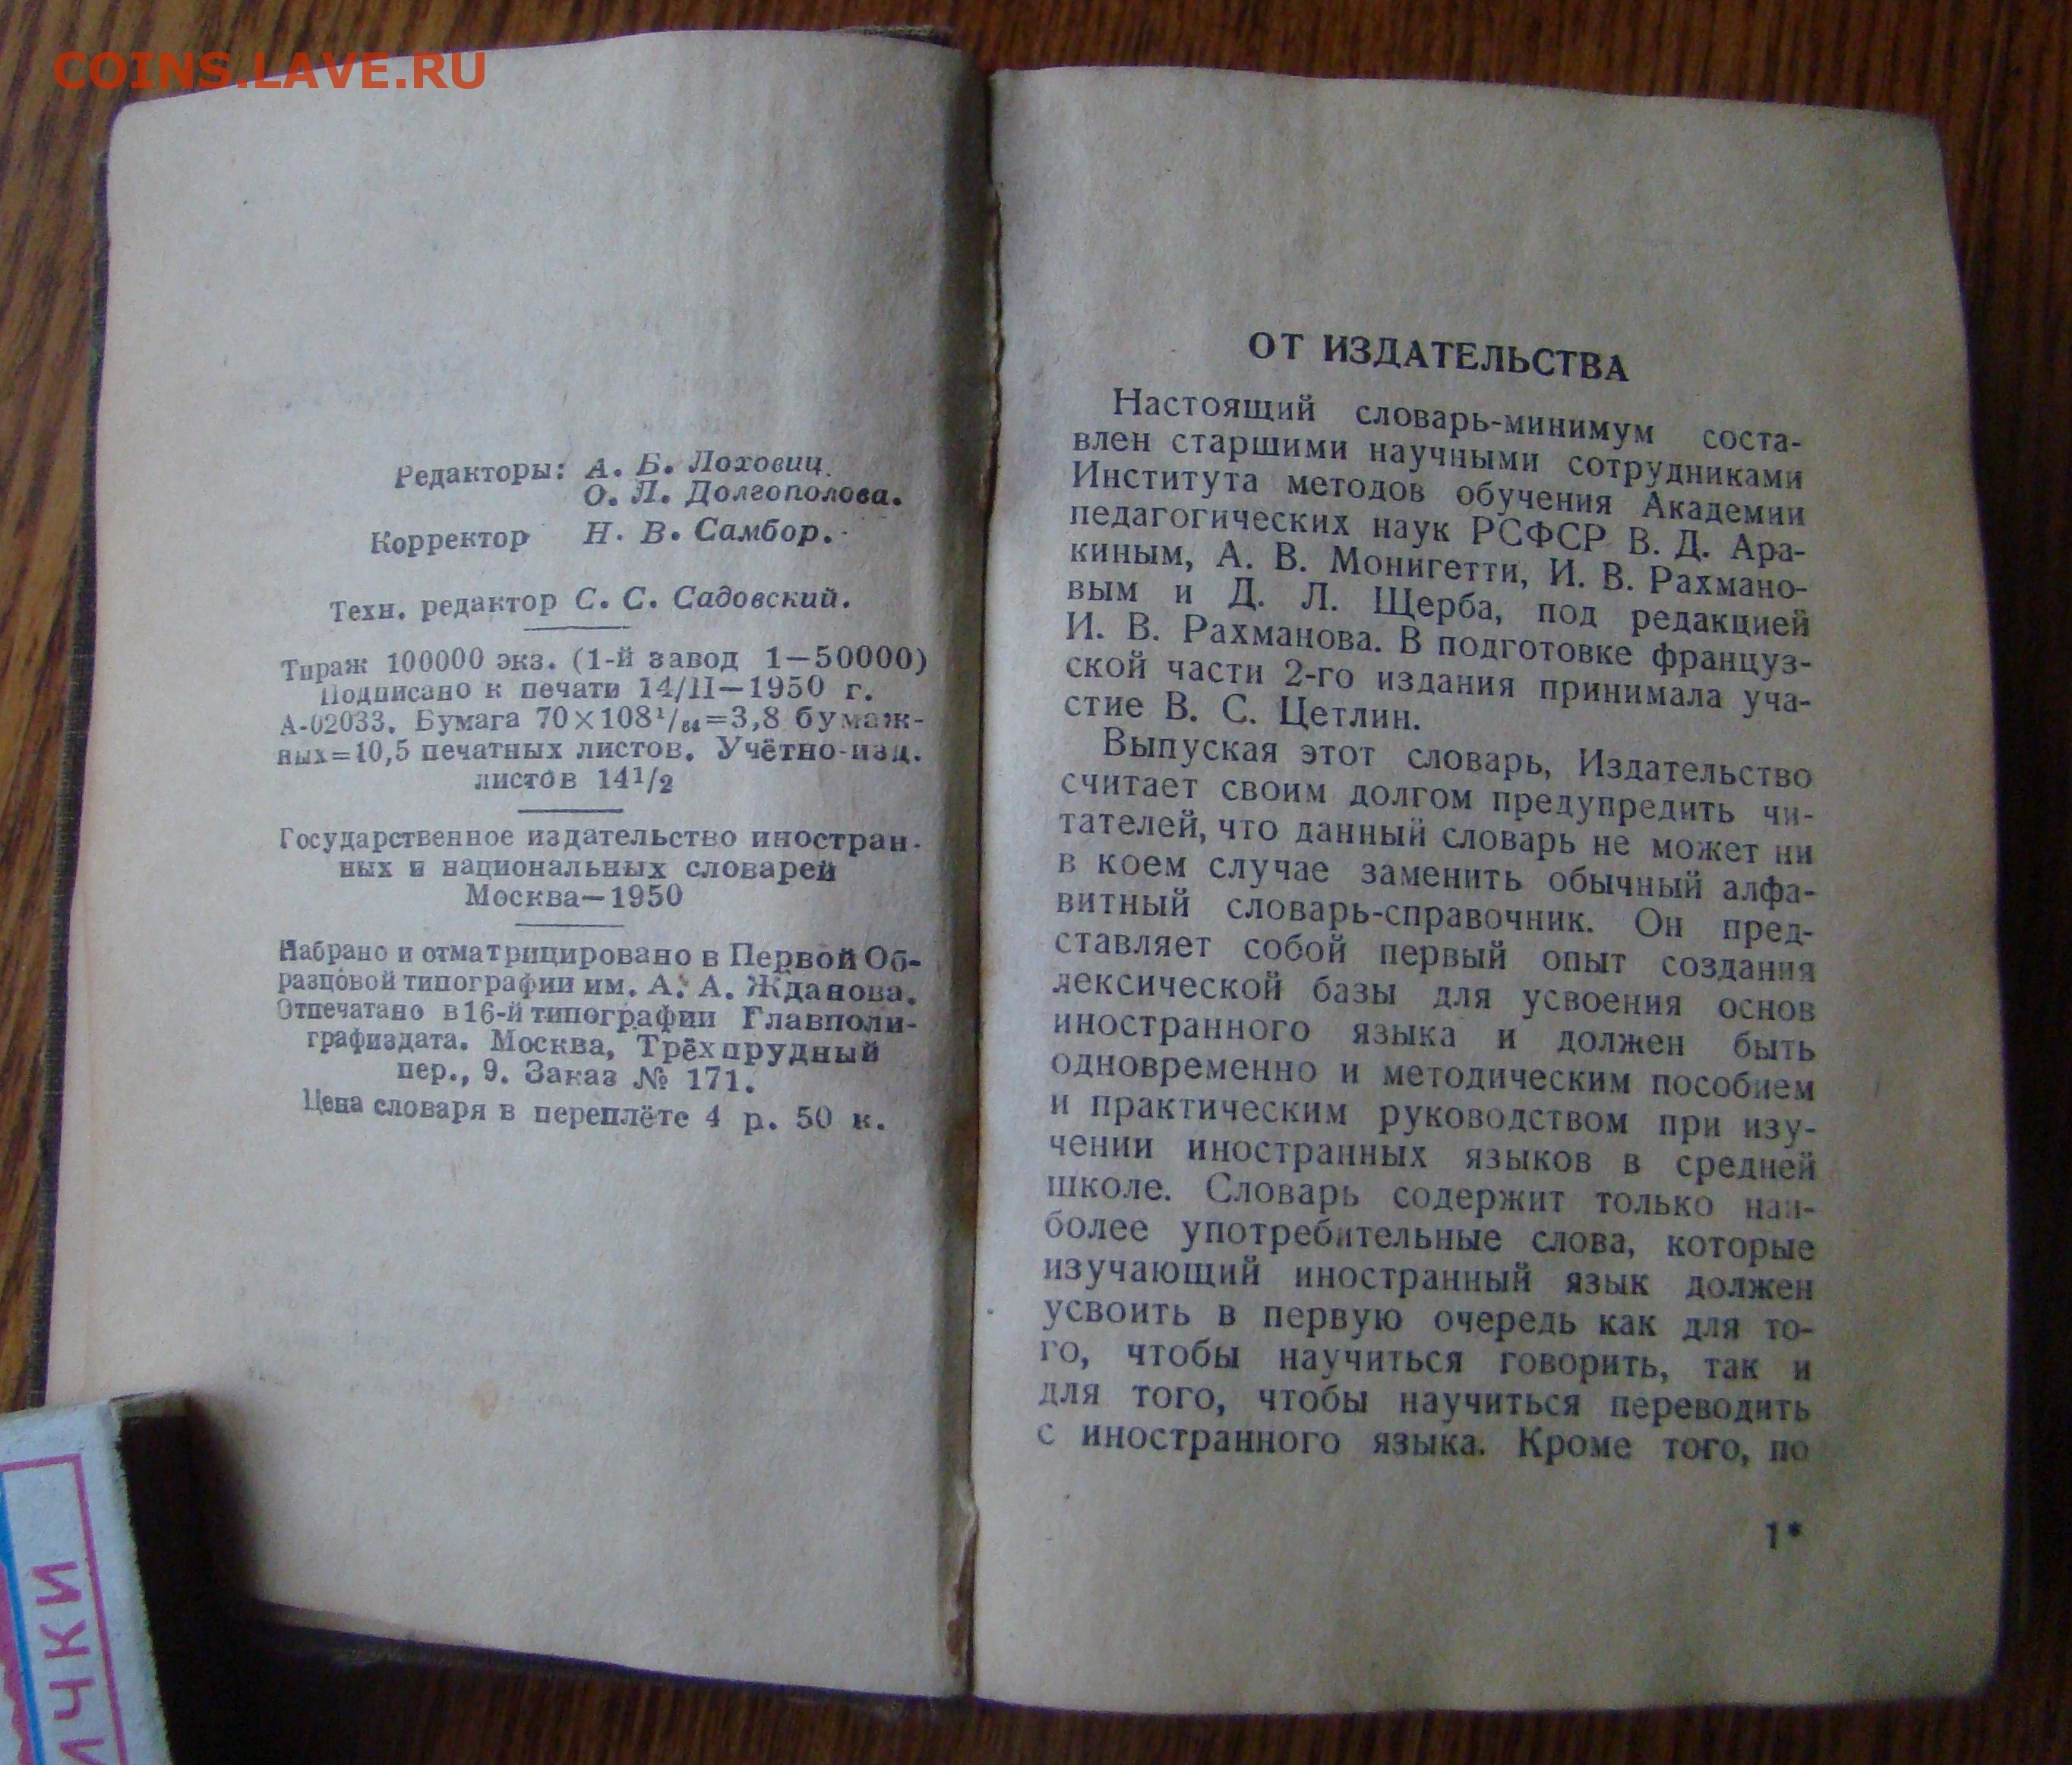 COINS.LAVE.RU
Редакторы: А. Б. Лоховиц.
О. Л. Долгополова.
Корректор Н. В. Самбор.
Техн. редактор С. С. Садовский.
Тираж 100000 экз. (1-й завод 1—50000)
Подписано к печати 14/II—1950 г.
А-02033. Бумага 70×108¹/₆₄=3,8 бумаж-
ных=10,5 печатных листов. Учётно-изд.
листов 14¹/₂
Государственное издательство иностран-
ных и национальных словарей
Москва—1950
Набрано и отматрицировано в Первой Об-
разцовой типографии им. А. А. Жданова.
Отпечатано в 16-й типографии Главполи-
графиздата. Москва, Трёхпрудный
пер., 9. Заказ № 171.
Цена словаря в переплёте 4 р. 50 к.
ОТ ИЗДАТЕЛЬСТВА
Настоящий словарь-минимум состав-
влен старшими научными сотрудниками
Института методов обучения Академии
педагогических наук РСФСР В. Д. Ара-
киным, А. В. Монигетти, И. В. Рахмано-
вым и Д. Л. Щерба, под редакцией
И. В. Рахманова. В подготовке француз-
ской части 2-го издания принимала уча-
стие В. С. Цетлин.
Выпуская этот словарь, Издательство
считает своим долгом предупредить чи-
тателей, что данный словарь не может ни
в коем случае заменить обычный алфа-
витный словарь-справочник. Он пред-
ставляет собой первый опыт создания
лексической базы для усвоения основ
иностранного языка и должен быть
одновременно и методическим пособием
и практическим руководством при изу-
чении иностранных языков в средней
школе. Словарь содержит только наи-
более употребительные слова, которые
изучающий иностранный язык должен
усвоить в первую очередь как для то-
го, чтобы научиться говорить, так и
для того, чтобы научиться переводить
с иностранного языка. Кроме того, по
1*
ИЧКИ